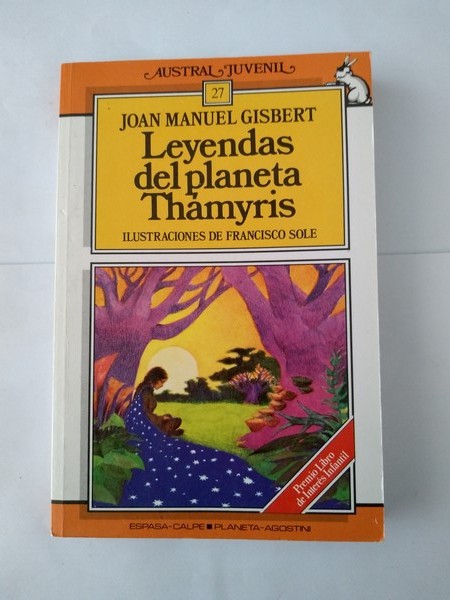 AUSTRAL JUVENIL
27
JOAN MANUEL GISBERT
Leyendas
del planeta
Thámyris
ILUSTRACIONES DE FRANCISCO SOLE
Premio Libro
de Interés Infantil
ESPASA-CALPE ■ PLANETA-AGOSTINI